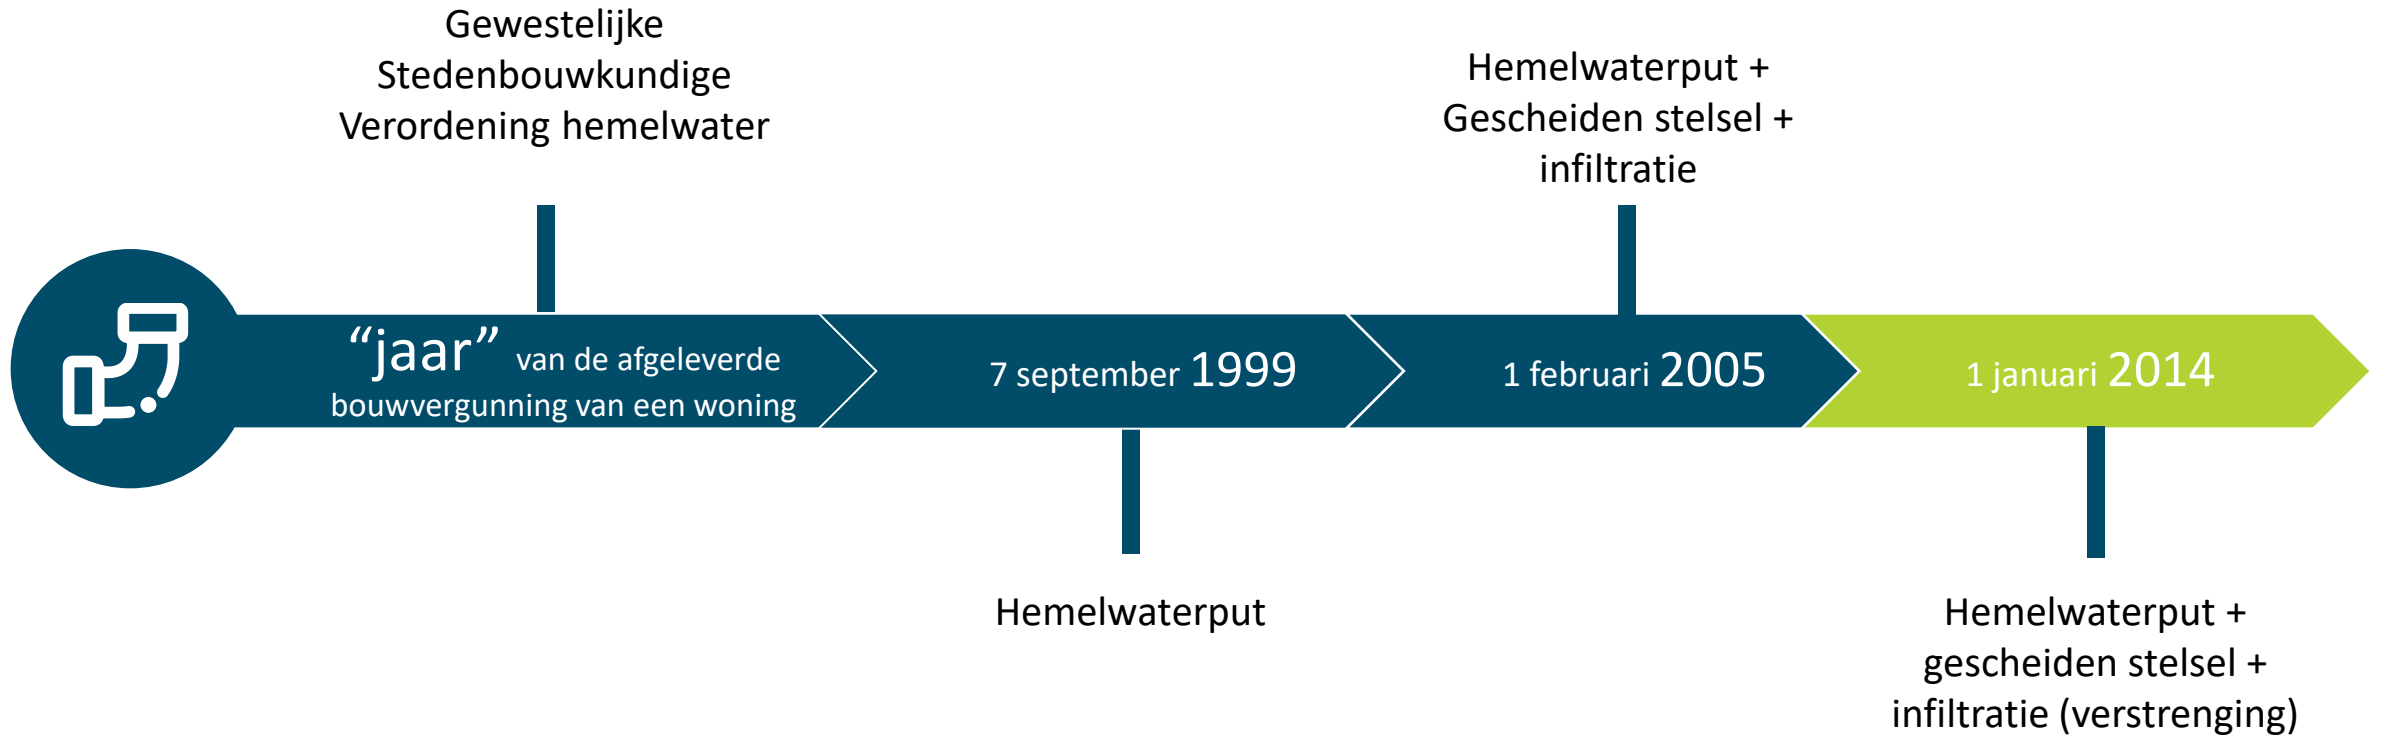 Gewestelijke
Stedenbouwkundige
Verordening hemelwater
Hemelwaterput +
Gescheiden stelsel +
infiltratie
“jaar” van de afgeleverde
bouwvergunning van een woning
7 september 1999
1 februari 2005
1 januari 2014
Hemelwaterput
Hemelwaterput +
gescheiden stelsel +
infiltratie (verstrenging)